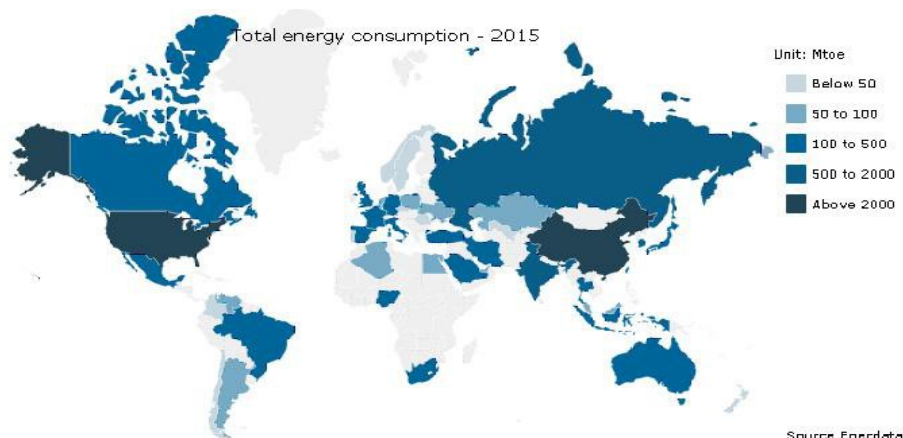 Total energy consumption - 2015
Unit: Mtoe
Below 50
50 to 100
100 to 500
500 to 2000
Above 2000
Source Enerdata